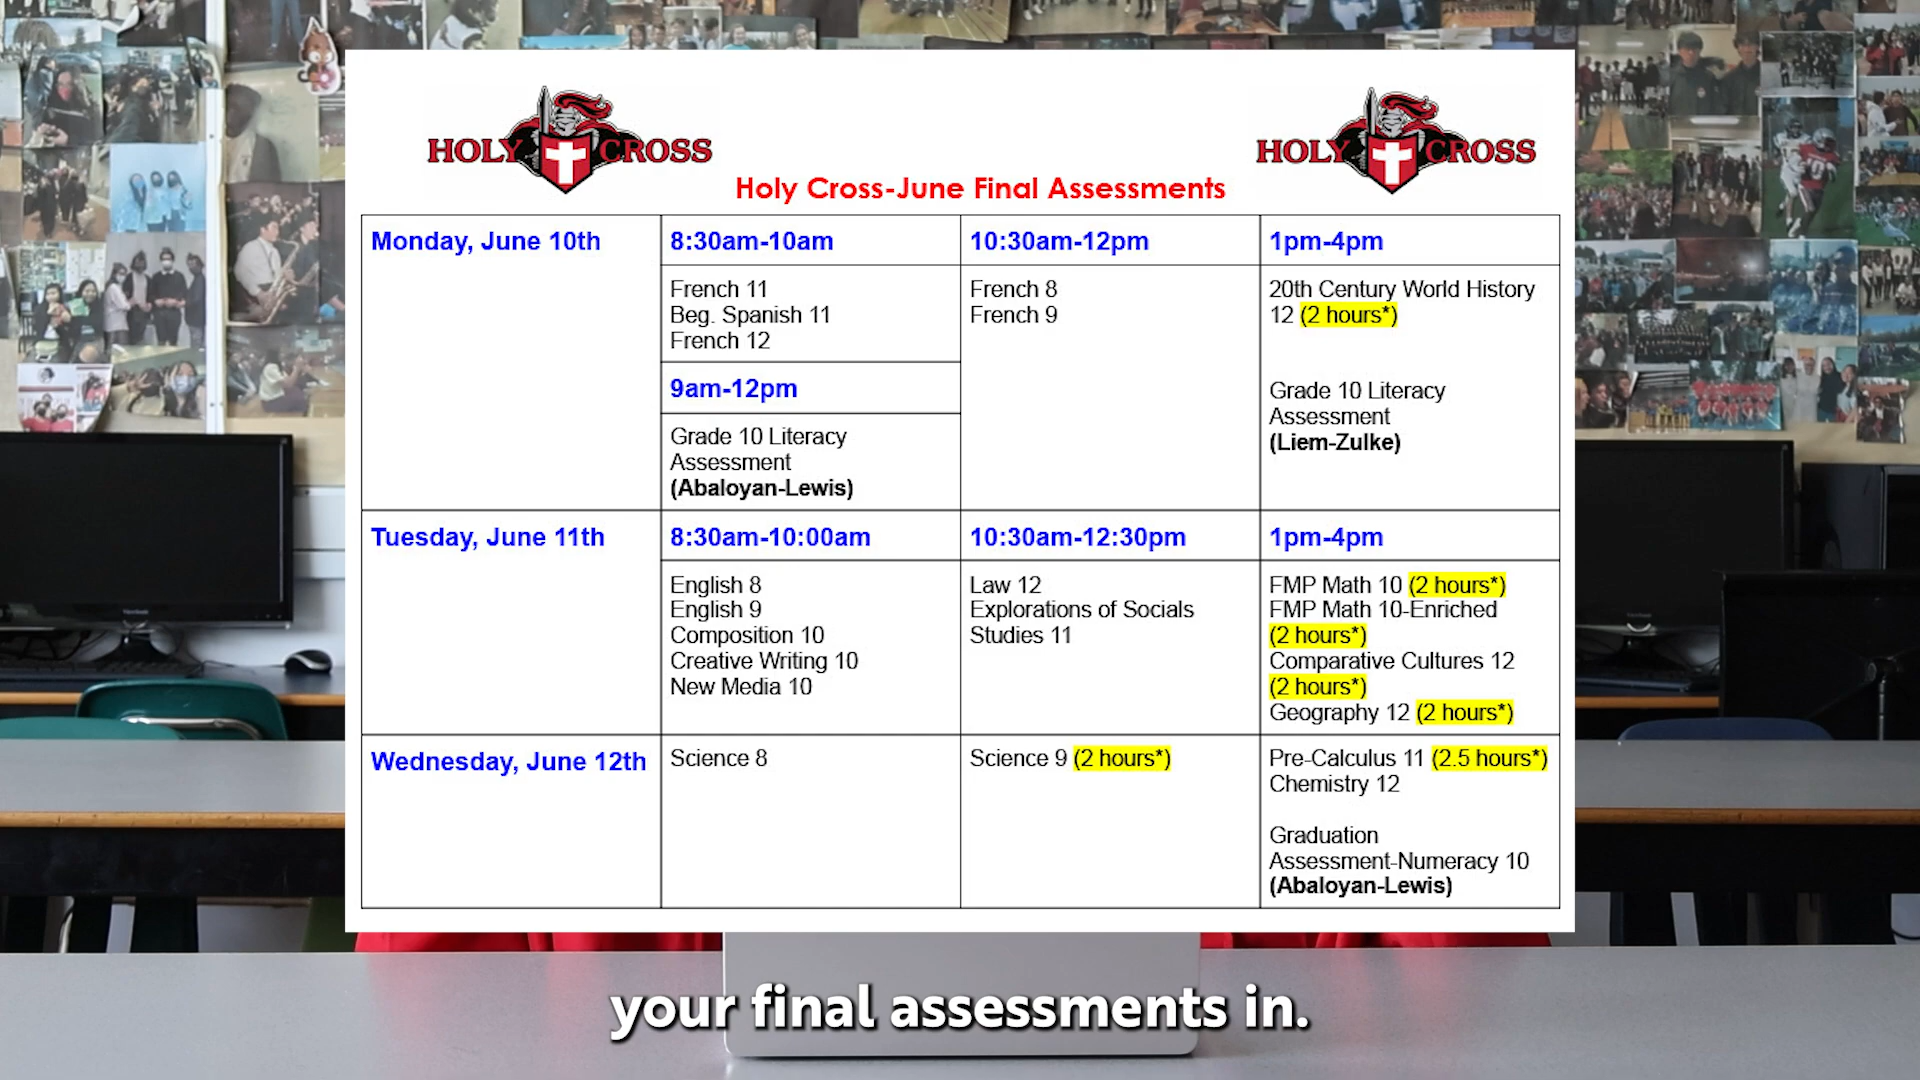 HOLY CROSS
HOLY CROSS
Holy Cross-June Final Assessments
Monday, June 10th
8:30am-10am
10:30am-12pm
1pm-4pm
French 11
Beg. Spanish 11
French 12
French 8
French 9
20th Century World History
12 (2 hours*)
9am-12pm
Grade 10 Literacy
Assessment
(Abaloyan-Lewis)
Grade 10 Literacy
Assessment
(Liem-Zulke)
Tuesday, June 11th
8:30am-10:00am
10:30am-12:30pm
1pm-4pm
English 8
English 9
Composition 10
Creative Writing 10
New Media 10
Law 12
Explorations of Socials
Studies 11
FMP Math 10 (2 hours*)
FMP Math 10-Enriched
(2 hours*)
Comparative Cultures 12
(2 hours*)
Geography 12 (2 hours*)
Wednesday, June 12th
Science 8
Science 9 (2 hours*)
Pre-Calculus 11 (2.5 hours*)
Chemistry 12
Graduation
Assessment-Numeracy 10
(Abaloyan-Lewis)
your final assessments in.